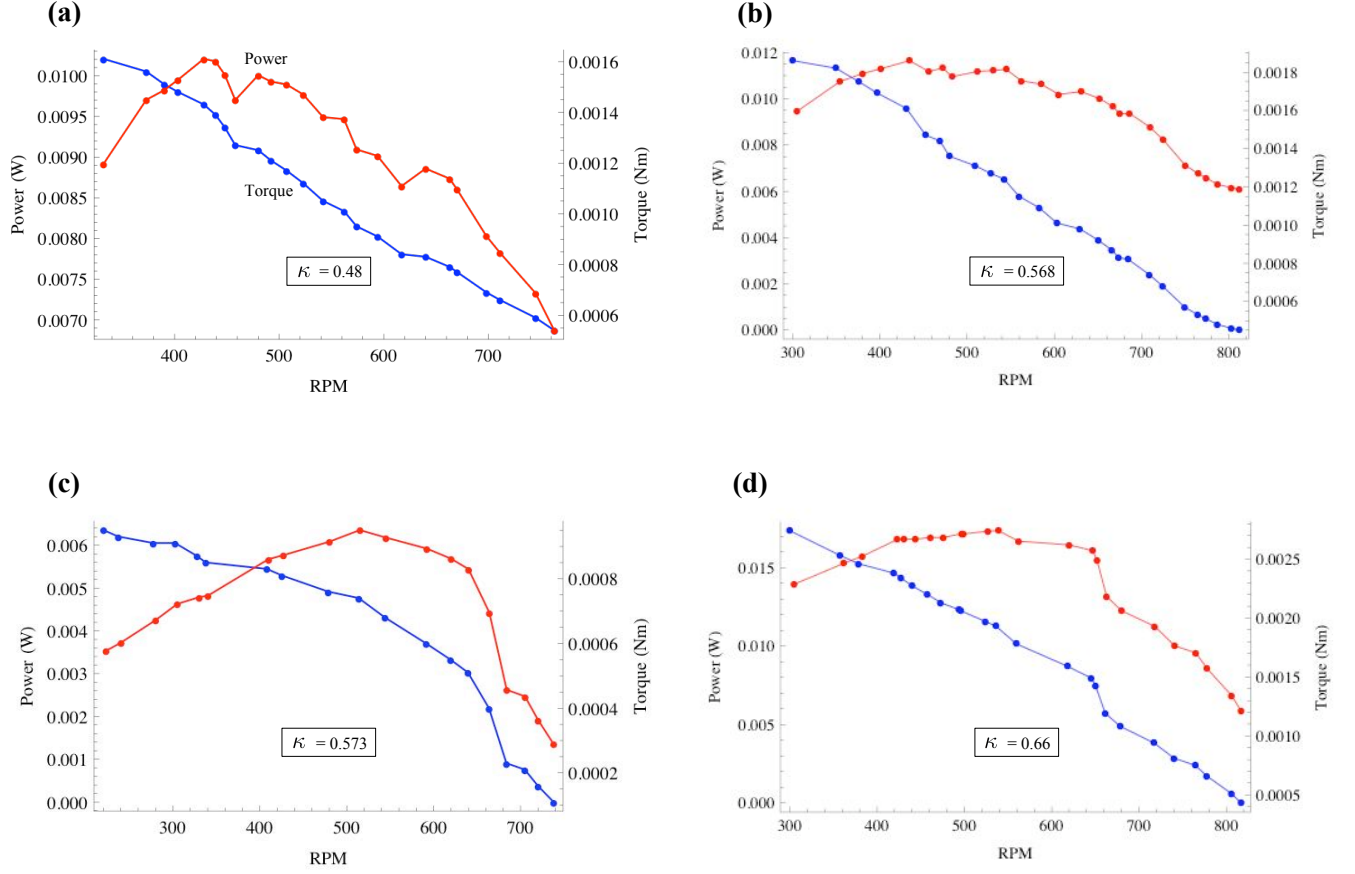 (a)
Power
Torque
κ = 0.48
0.0100
0.0095
0.0090
0.0085
0.0080
0.0075
0.0070
Power (W)
0.0016
0.0014
0.0012
0.0010
0.0008
0.0006
Torque (Nm)
400 500 600 700
RPM
(b)
κ = 0.568
0.012
0.010
0.008
0.006
0.004
0.002
0.000
Power (W)
0.0018
0.0016
0.0014
0.0012
0.0010
0.0008
0.0006
Torque (Nm)
300 400 500 600 700 800
RPM
(c)
κ = 0.573
0.006
0.005
0.004
0.003
0.002
0.001
0.000
Power (W)
0.0008
0.0006
0.0004
0.0002
Torque (Nm)
300 400 500 600 700
RPM
(d)
κ = 0.66
0.015
0.010
0.005
0.000
Power (W)
0.0025
0.0020
0.0015
0.0010
0.0005
Torque (Nm)
300 400 500 600 700 800
RPM